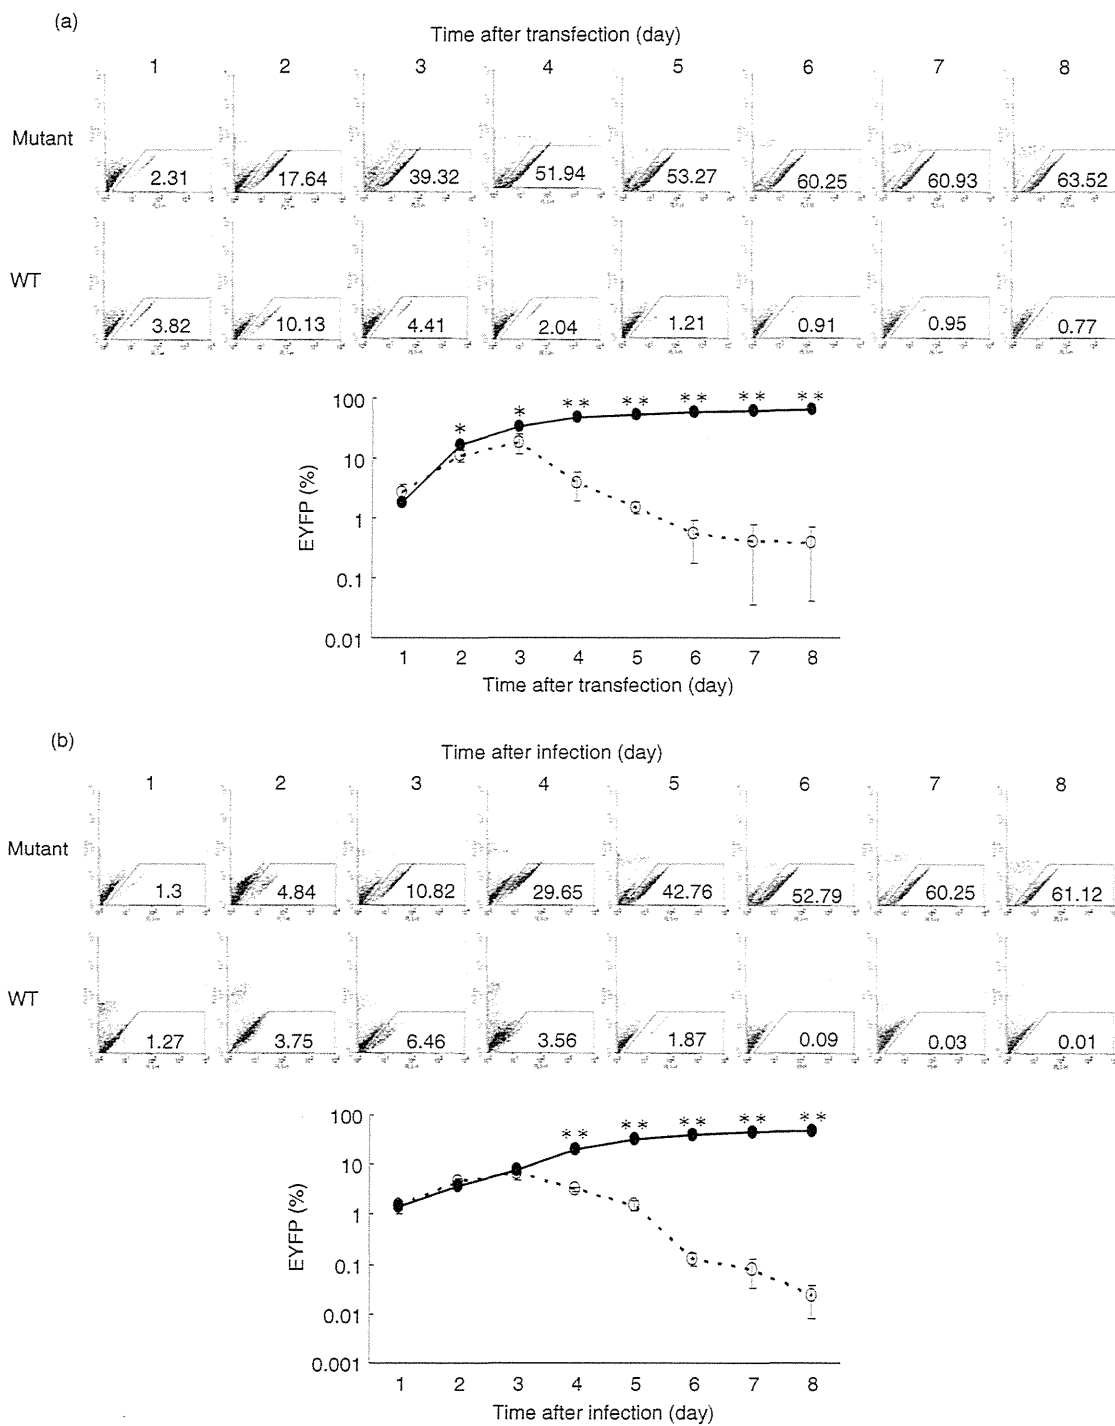 (a)
Time after transfection (day)
1 2 3 4 5 6 7 8
Mutant
2.31 17.64 39.32 51.94 53.27 60.25 60.93 63.52
WT
3.82 10.13 4.41 2.04 1.21 0.91 0.95 0.77
EYFP (%)
100
10
1
0.1
0.01
* * ** ** ** ** **
1 2 3 4 5 6 7 8
Time after transfection (day)
(b)
Time after infection (day)
1 2 3 4 5 6 7 8
Mutant
1.3 4.84 10.82 29.65 42.76 52.79 60.25 61.12
WT
1.27 3.75 6.46 3.56 1.87 0.09 0.03 0.01
EYFP (%)
100
10
1
0.1
0.01
0.001
** ** ** ** **
1 2 3 4 5 6 7 8
Time after infection (day)